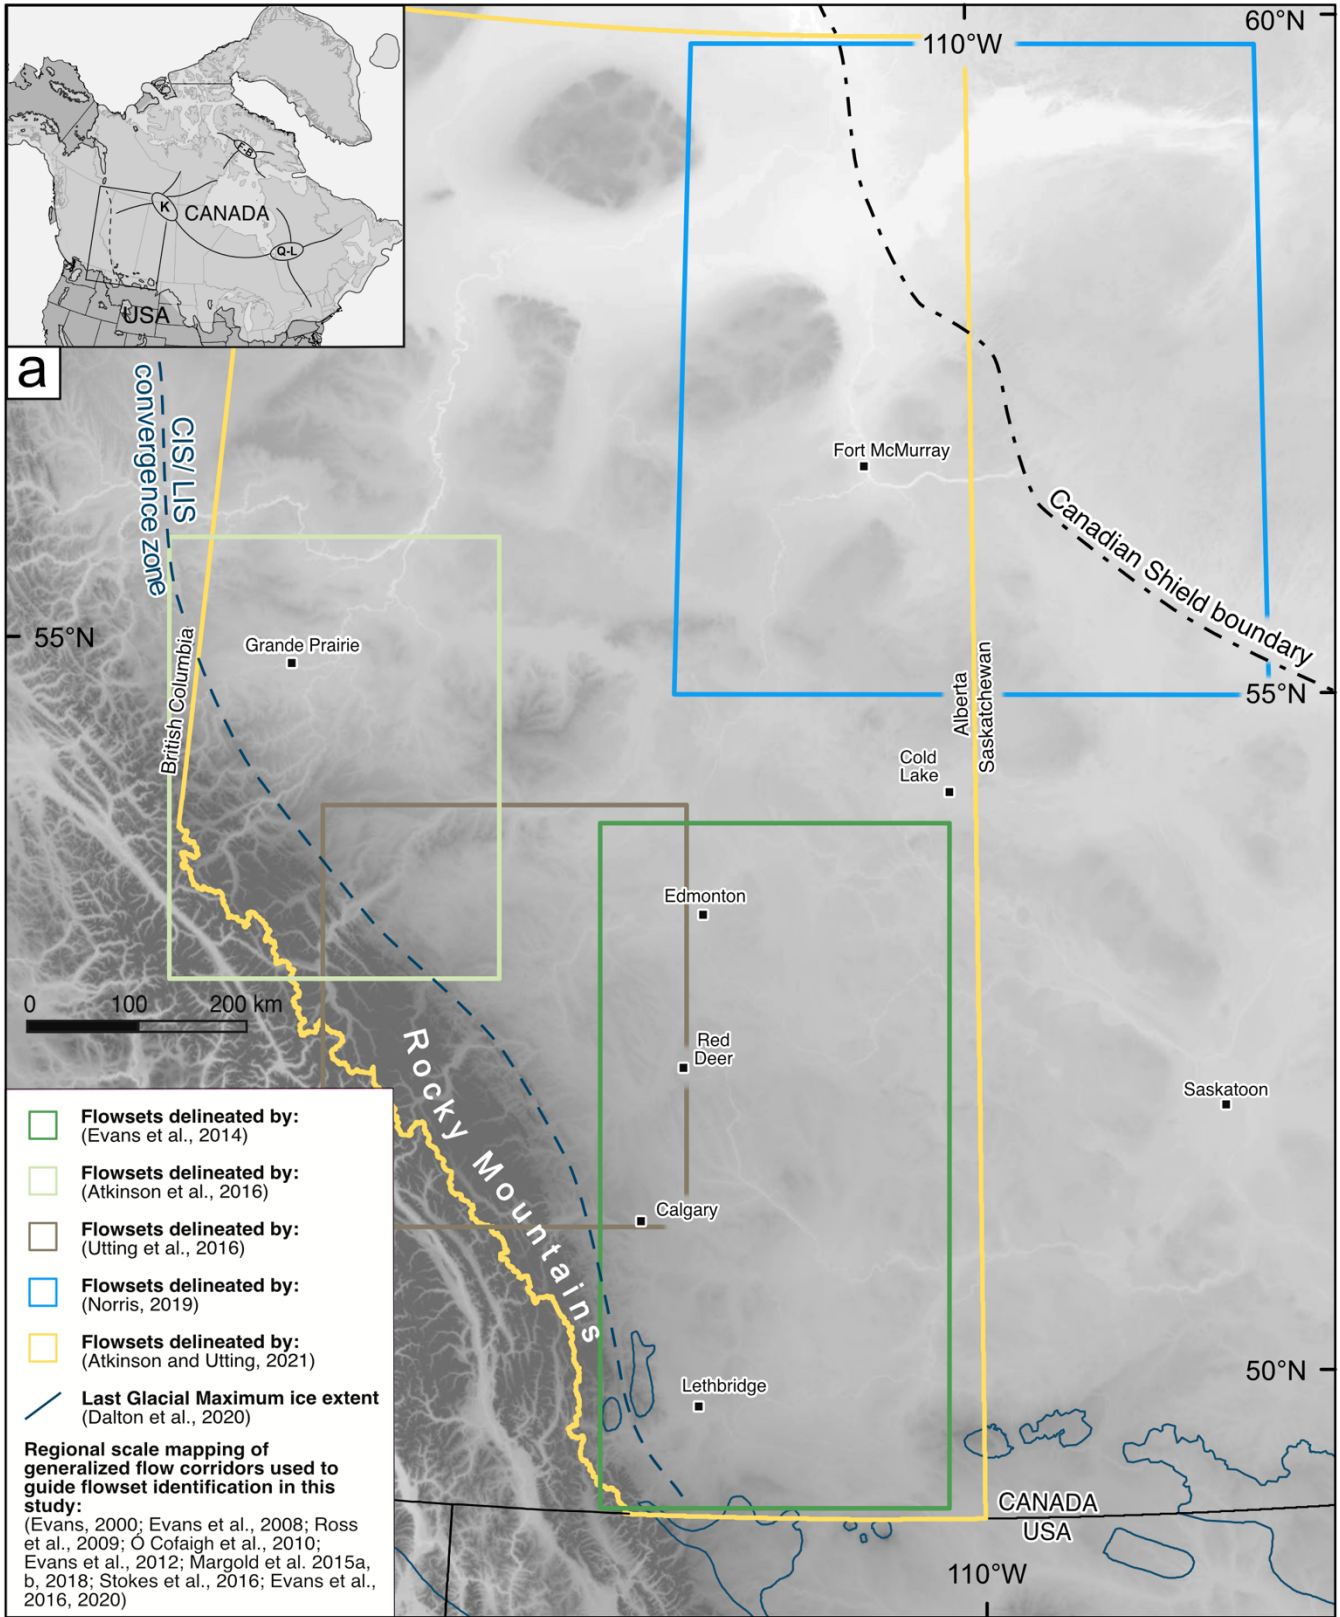 60°N
110°W
F-B
K
CANADA
Q-L
USA
a
CIS/ LIS
convergence zone
Fort McMurray
Canadian Shield boundary
55°N
Grande Prairie
British Columbia
Alberta
Saskatchewan
55°N
Cold
Lake
Edmonton
0 100 200 km
Red
Deer
Rocky Mountains
Saskatoon
Calgary
Flowsets delineated by:
(Evans et al., 2014)
Flowsets delineated by:
(Atkinson et al., 2016)
Flowsets delineated by:
(Utting et al., 2016)
Flowsets delineated by:
(Norris, 2019)
Flowsets delineated by:
(Atkinson and Utting, 2021)
Last Glacial Maximum ice extent
(Dalton et al., 2020)
Regional scale mapping of
generalized flow corridors used to
guide flowset identification in this
study:
(Evans, 2000; Evans et al., 2008; Ross
et al., 2009; Ó Cofaigh et al., 2010;
Evans et al., 2012; Margold et al. 2015a,
b, 2018; Stokes et al., 2016; Evans et al.,
2016, 2020)
50°N
Lethbridge
CANADA
USA
110°W